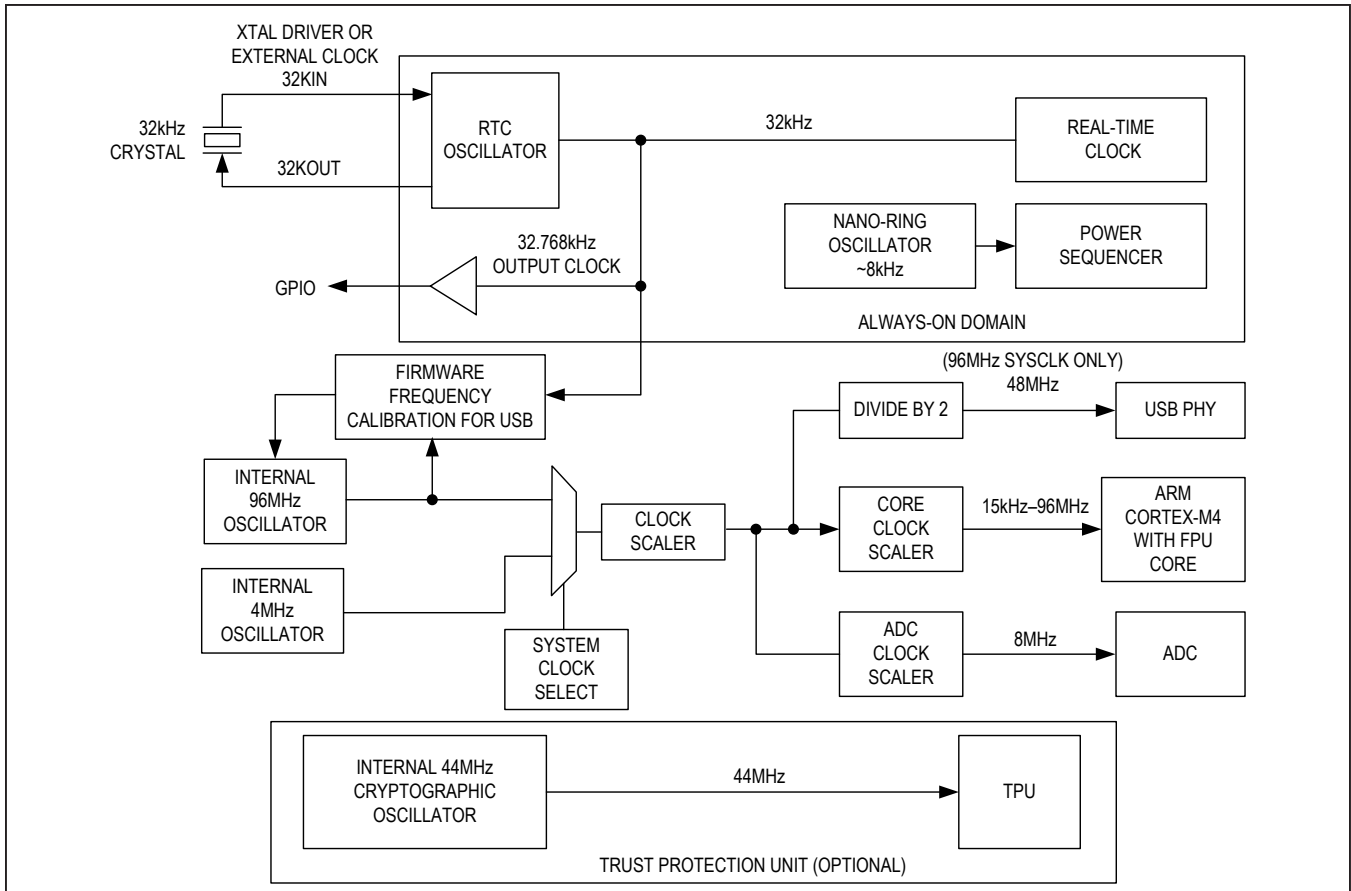 XTAL DRIVER OR
EXTERNAL CLOCK
32KIN
32kHz
CRYSTAL
32KOUT
RTC
OSCILLATOR
32kHz
REAL-TIME
CLOCK
NANO-RING
OSCILLATOR
~8kHz
POWER
SEQUENCER
32.768kHz
OUTPUT CLOCK
GPIO
ALWAYS-ON DOMAIN
FIRMWARE
FREQUENCY
CALIBRATION FOR USB
(96MHz SYSCLK ONLY)
48MHz
DIVIDE BY 2
USB PHY
INTERNAL
96MHz
OSCILLATOR
CLOCK
SCALER
CORE
CLOCK
SCALER
15kHz–96MHz
ARM
CORTEX-M4
WITH FPU
CORE
INTERNAL
4MHz
OSCILLATOR
SYSTEM
CLOCK
SELECT
ADC
CLOCK
SCALER
8MHz
ADC
INTERNAL 44MHz
CRYPTOGRAPHIC
OSCILLATOR
44MHz
TPU
TRUST PROTECTION UNIT (OPTIONAL)